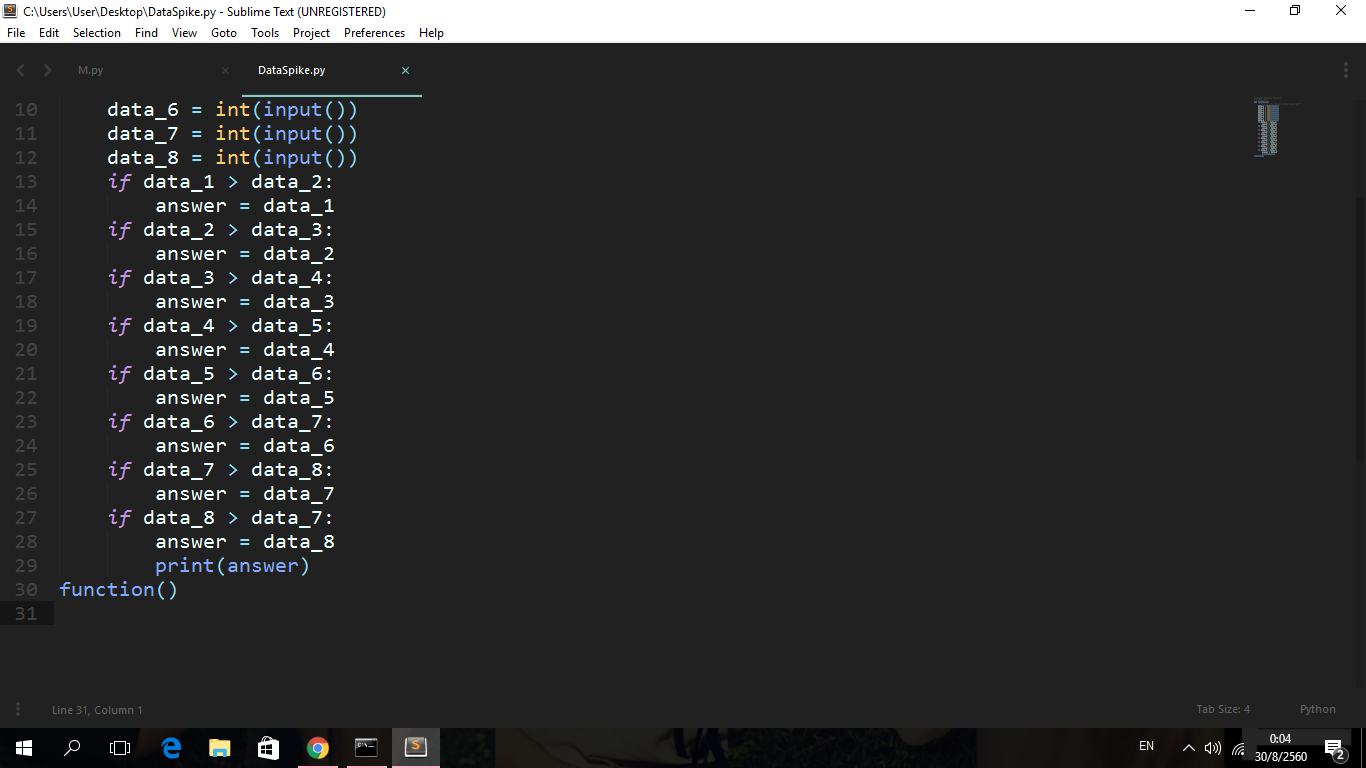 C:\Users\User\Desktop\DataSpike.py - Sublime Text (UNREGISTERED)
File Edit Selection Find View Goto Tools Project Preferences Help
M.py DataSpike.py
10 data_6 = int(input())
11 data_7 = int(input())
12 data_8 = int(input())
13 if data_1 > data_2:
14 answer = data_1
15 if data_2 > data_3:
16 answer = data_2
17 if data_3 > data_4:
18 answer = data_3
19 if data_4 > data_5:
20 answer = data_4
21 if data_5 > data_6:
22 answer = data_5
23 if data_6 > data_7:
24 answer = data_6
25 if data_7 > data_8:
26 answer = data_7
27 if data_8 > data_7:
28 answer = data_8
29 print(answer)
30 function()
31
Line 31, Column 1 Tab Size: 4 Python
EN 0:04
30/8/2560 2